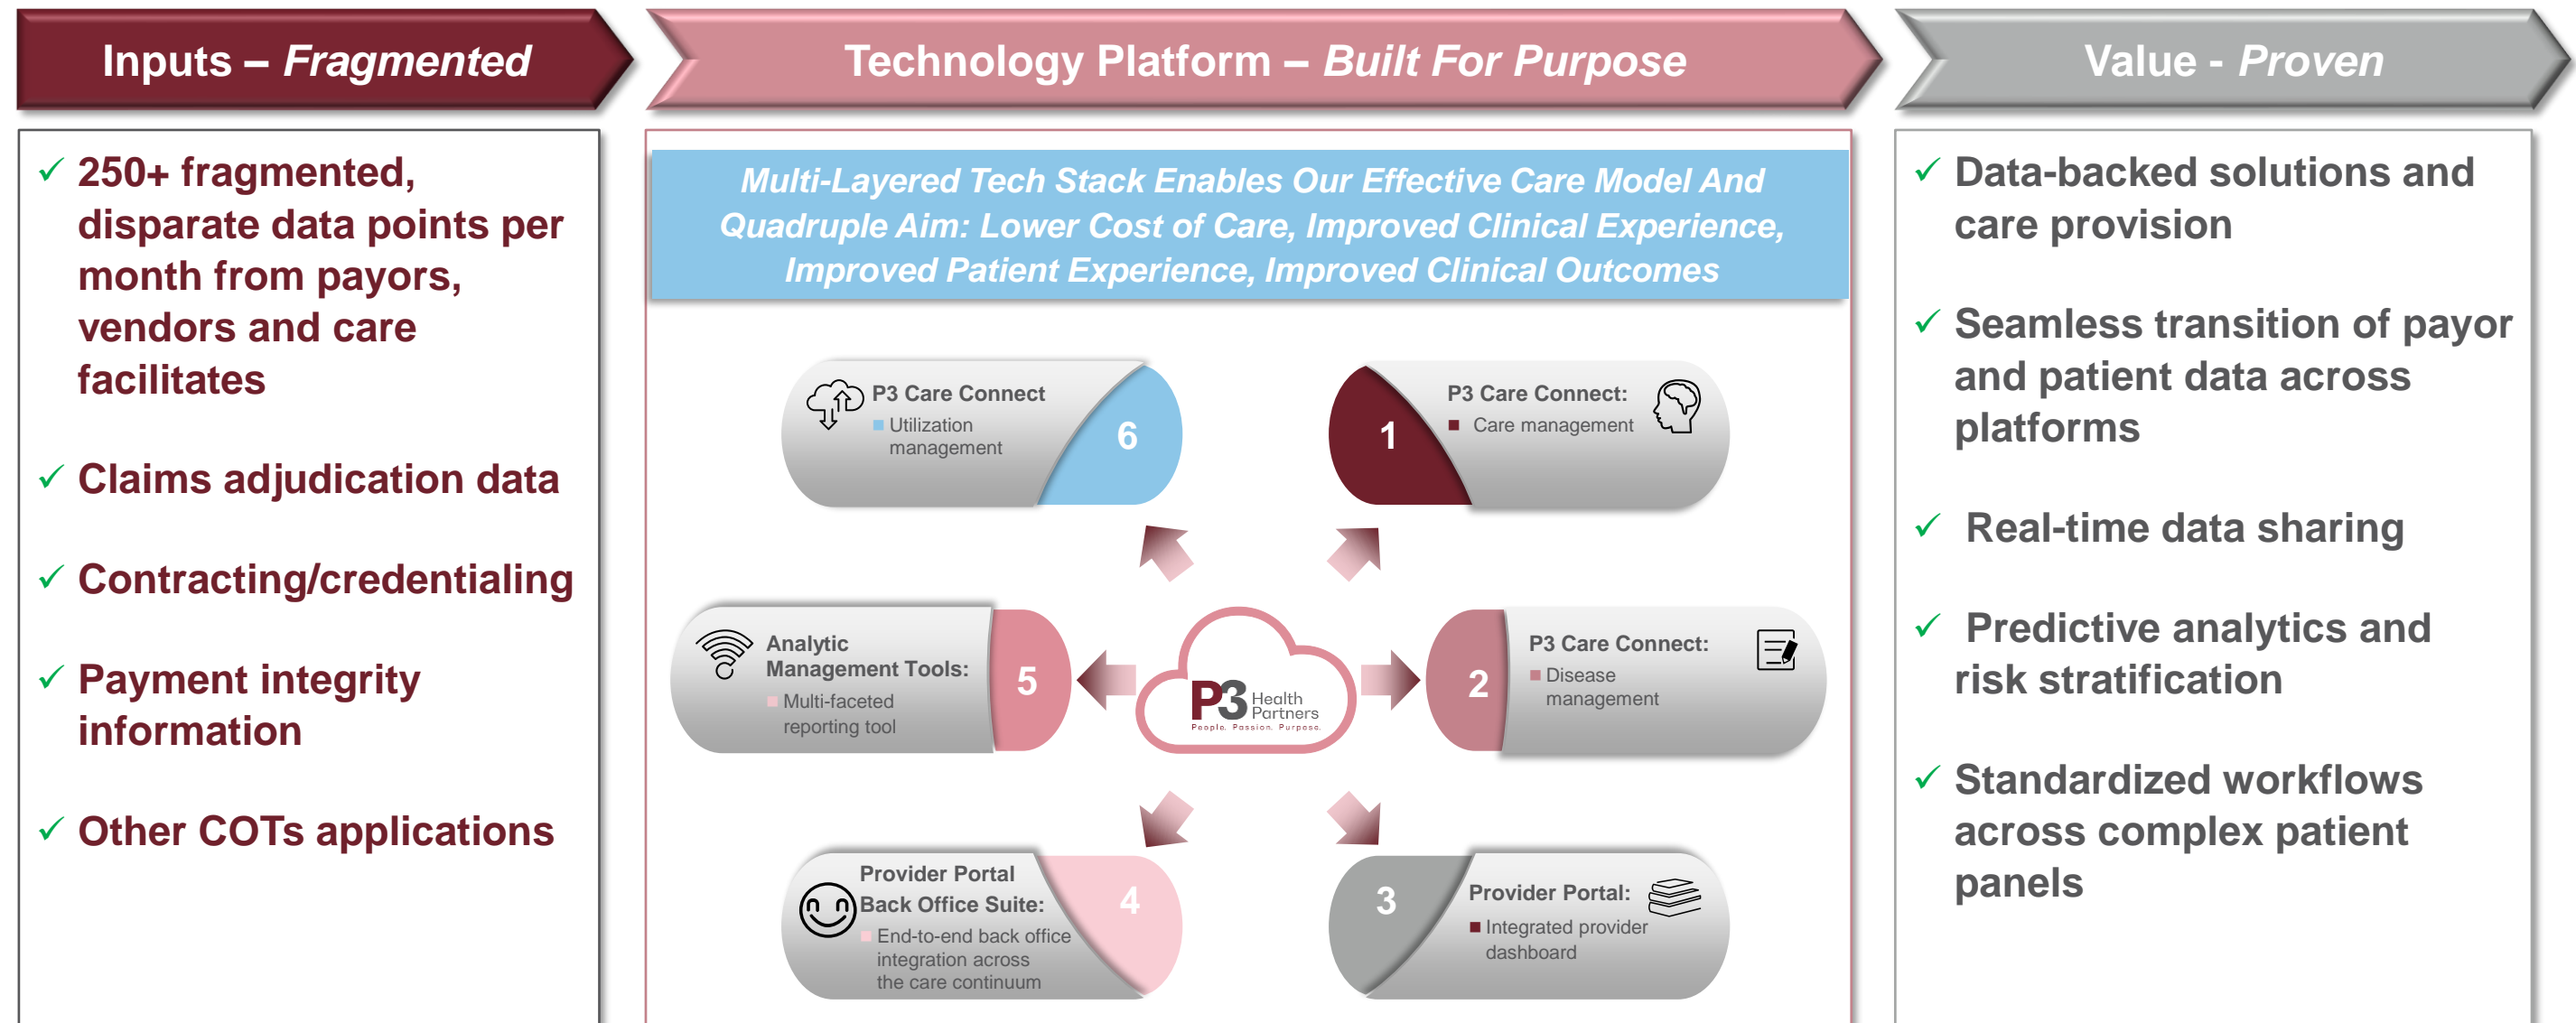 Inputs – Fragmented
Technology Platform – Built For Purpose
Value - Proven
250+ fragmented,
disparate data points per
month from payors,
vendors and care
facilitates
Claims adjudication data
Contracting/credentialing
Payment integrity
information
Other COTs applications
Multi-Layered Tech Stack Enables Our Effective Care Model And
Quadruple Aim: Lower Cost of Care, Improved Clinical Experience,
Improved Patient Experience, Improved Clinical Outcomes
P3 Care Connect
Utilization
management
6
1
P3 Care Connect:
Care management
Analytic
Management Tools:
Multi-faceted
reporting tool
5
P3 Health
Partners
People. Passion. Purpose.
2
P3 Care Connect:
Disease
management
Provider Portal
Back Office Suite:
End-to-end back office
integration across
the care continuum
4
3
Provider Portal:
Integrated provider
dashboard
Data-backed solutions and
care provision
Seamless transition of payor
and patient data across
platforms
Real-time data sharing
Predictive analytics and
risk stratification
Standardized workflows
across complex patient
panels